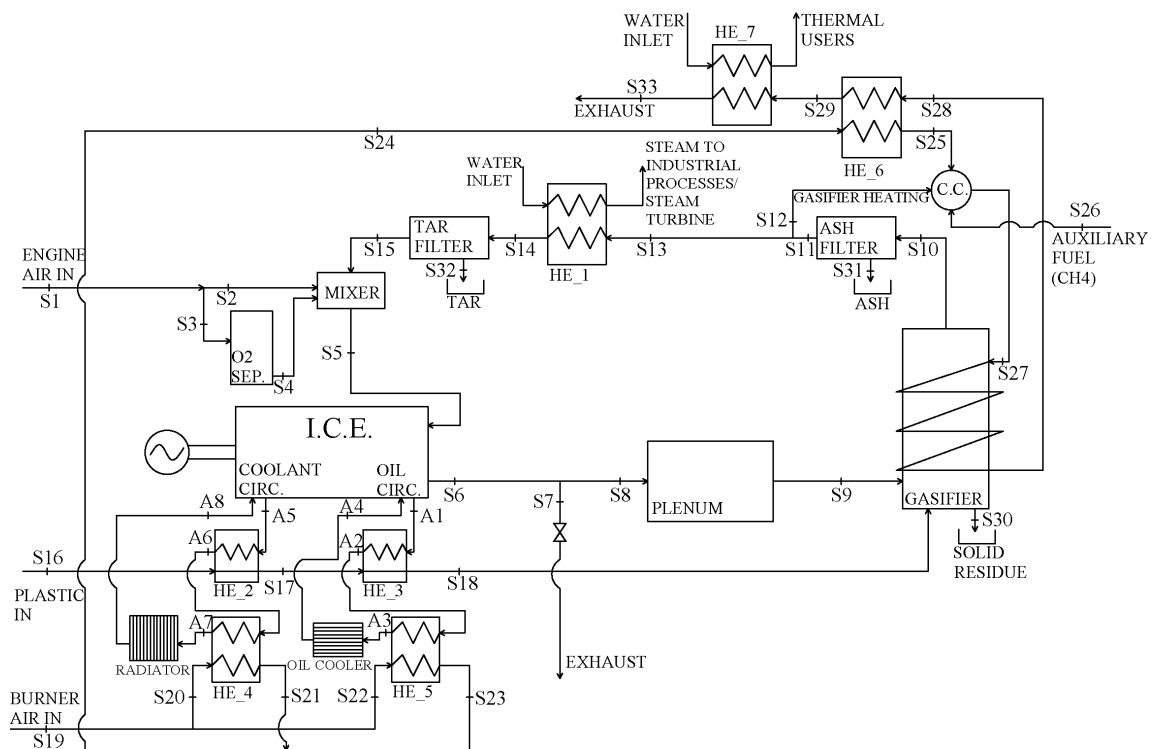 WATER
INLET
HE_7
THERMAL
USERS
S33
EXHAUST
S29
S28
S24
S25
HE_6
WATER
INLET
STEAM TO
INDUSTRIAL
PROCESSES/
STEAM
TURBINE
HE_1
GASIFIER HEATING
C.C.
S12
S26
AUXILIARY
FUEL
(CH4)
TAR
FILTER
S15
S14
S13
S11
ASH
FILTER
S10
S32
TAR
S31
ASH
ENGINE
AIR IN
S1
S2
S3
MIXER
O2
SEP.
S4
S5
S27
I.C.E.
COOLANT
CIRC.
OIL
CIRC.
S6
S7
S8
PLENUM
S9
GASIFIER
S30
SOLID
RESIDUE
A8
A5
A4
A1
A6
A2
S16
PLASTIC
IN
HE_2
S17
HE_3
S18
A7
A3
RADIATOR
OIL COOLER
HE_4
HE_5
EXHAUST
S20
S21
S22
S23
BURNER
AIR IN
S19